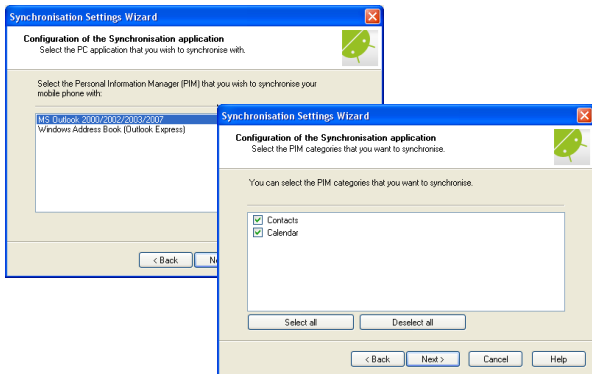 Synchronisation Settings Wizard
Configuration of the Synchronisation application
Select the PC application that you wish to synchronise with.
Select the Personal Information Manager (PIM) that you wish to synchronise your
mobile phone with:
MS Outlook 2000/2002/2003/2007
Windows Address Book (Outlook Express)
< Back
Synchronisation Settings Wizard
Configuration of the Synchronisation application
Select the PIM categories that you want to synchronise.
You can select the PIM categories that you want to synchronise.
Contacts
Calendar
Select all Deselect all
< Back Next > Cancel Help